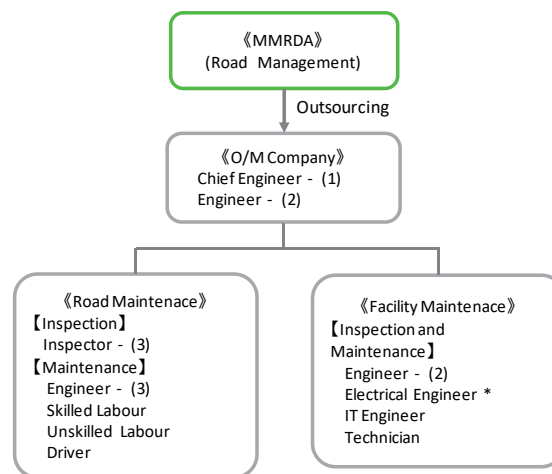 《MMRDA》
(Road Management)
Outsourcing
《O/M Company》
Chief Engineer - (1)
Engineer - (2)
《Road Maintenace》
【Inspection】
Inspector - (3)
【Maintenance】
Engineer - (3)
Skilled Labour
Unskilled Labour
Driver
《Facility Maintenace》
【Inspection and
Maintenance】
Engineer - (2)
Electrical Engineer *
IT Engineer
Technician